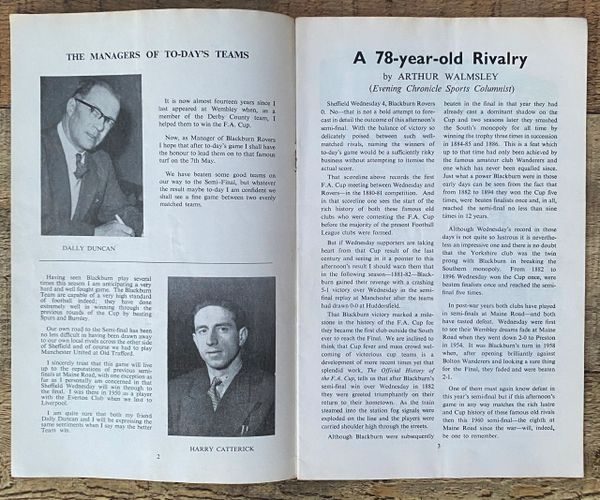 THE MANAGERS OF TO-DAY'S TEAMS
It is now almost fourteen years since I
last appeared at Wembley when, as a
member of the Derby County team, I
helped them to win the F.A. Cup.
Now, as Manager of Blackburn Rovers
I hope that after to-day's game I shall have
the honour to lead them on to that famous
turf on the 7th May.
We have beaten some good teams on
our way to the Semi-Final, but whatever
the result maybe to-day I am confident we
shall see a fine game between two evenly
matched teams.
DALLY DUNCAN
Having seen Blackburn play several
times this season I am anticipating a very
hard and well fought game. The Blackburn
Team are capable of a very high standard
of football indeed; they have done
extremely well in winning through the
previous rounds of the Cup by beating
Spurs and Burnley.
Our own road to the Semi-final has been
no less difficult in having been drawn away
to our own local rivals across the other side
of Sheffield and of course we had to play
Manchester United at Old Trafford.
I sincerely trust that this game will live
up to the reputations of previous semi-
finals at Maine Road, with one exception as
far as I personally am concerned in that
Sheffield Wednesday will win through to
the final. I was there in 1950 as a player
with the Everton Club when we lost to
Liverpool.
I am quite sure that both my friend
Dally Duncan and I will be expressing the
same sentiments when I say may the better
Team win.
HARRY CATTERICK
2
A 78-year-old Rivalry
by ARTHUR WALMSLEY
(Evening Chronicle Sports Columnist)
Sheffield Wednesday 4, Blackburn Rovers
0. No—that is not a bold attempt to fore-
cast in detail the outcome of this afternoon's
semi-final. With the balance of victory so
delicately poised between such well-
matched rivals, naming the winners of
to-day's game would be a sufficiently risky
business without attempting to itemise the
actual score.
That scoreline above records the first
F.A. Cup meeting between Wednesday and
Rovers—in the 1880-81 competition. And
in that scoreline one sees the start of the
rich history of both these famous old
clubs who were contesting the F.A. Cup
before the majority of the present Football
League clubs were formed.
But if Wednesday supporters are taking
heart from that Cup result of the last
century and seeing in it a pointer to this
afternoon's result I should warn them that
in the following season—1881-82—Black-
burn gained their revenge with a crashing
5-1 victory over Wednesday in the semi-
final replay at Manchester after the teams
had drawn 0-0 at Huddersfield.
That Blackburn victory marked a mile-
stone in the history of the F.A. Cup for
they became the first club outside the South
ever to reach the Final. We are inclined to
think that Cup fever and mass crowd wel-
coming of victorious cup teams is a
development of more recent times yet that
splendid work, The Official History of
the F.A. Cup, tells us that after Blackburn's
semi-final win over Wednesday in 1882
they were greeted triumphantly on their
return to their hometown. As the train
steamed into the station fog signals were
exploded on the line and the players were
carried shoulder high through the streets.
Although Blackburn were subsequently
beaten in the final in that year they had
already cast a dominant shadow on the
Cup and two seasons later they smashed
the South's monopoly for all time by
winning the trophy three times in succession
in 1884-85 and 1886. This is a feat which
up to that time had only been achieved by
the famous amateur club Wanderers and
one which has never been equalled since.
Just what a power Blackburn were in those
early days can be seen from the fact that
from 1882 to 1894 they won the Cup five
times, were beaten finalists once and, in all,
reached the semi-final no less than nine
times in 12 years.
Although Wednesday's record in those
days is not quite so lustrous it is neverthe-
less an impressive one and there is no doubt
that the Yorkshire club was the twin
prong with Blackburn in breaking the
Southern monopoly. From 1882 to
1896 Wednesday won the Cup once, were
beaten finalists once and reached the semi-
final five times.
In post-war years both clubs have played
in semi-finals at Maine Road—and both
have tasted defeat. Wednesday were first
to see their Wembley dreams fade at Maine
Road when they went down 2-0 to Preston
in 1954. It was Blackburn's turn in 1958
when, after opening brilliantly against
Bolton Wanderers and looking a sure thing
for the Final, they faded and were beaten
2-1.
One of them must again know defeat in
this year's semi-final but if this afternoon's
game in any way matches the rich lustre
and Cup history of these famous old rivals
then this 1960 semi-final—the eighth at
Maine Road since the war—will, indeed,
be one to remember.
3